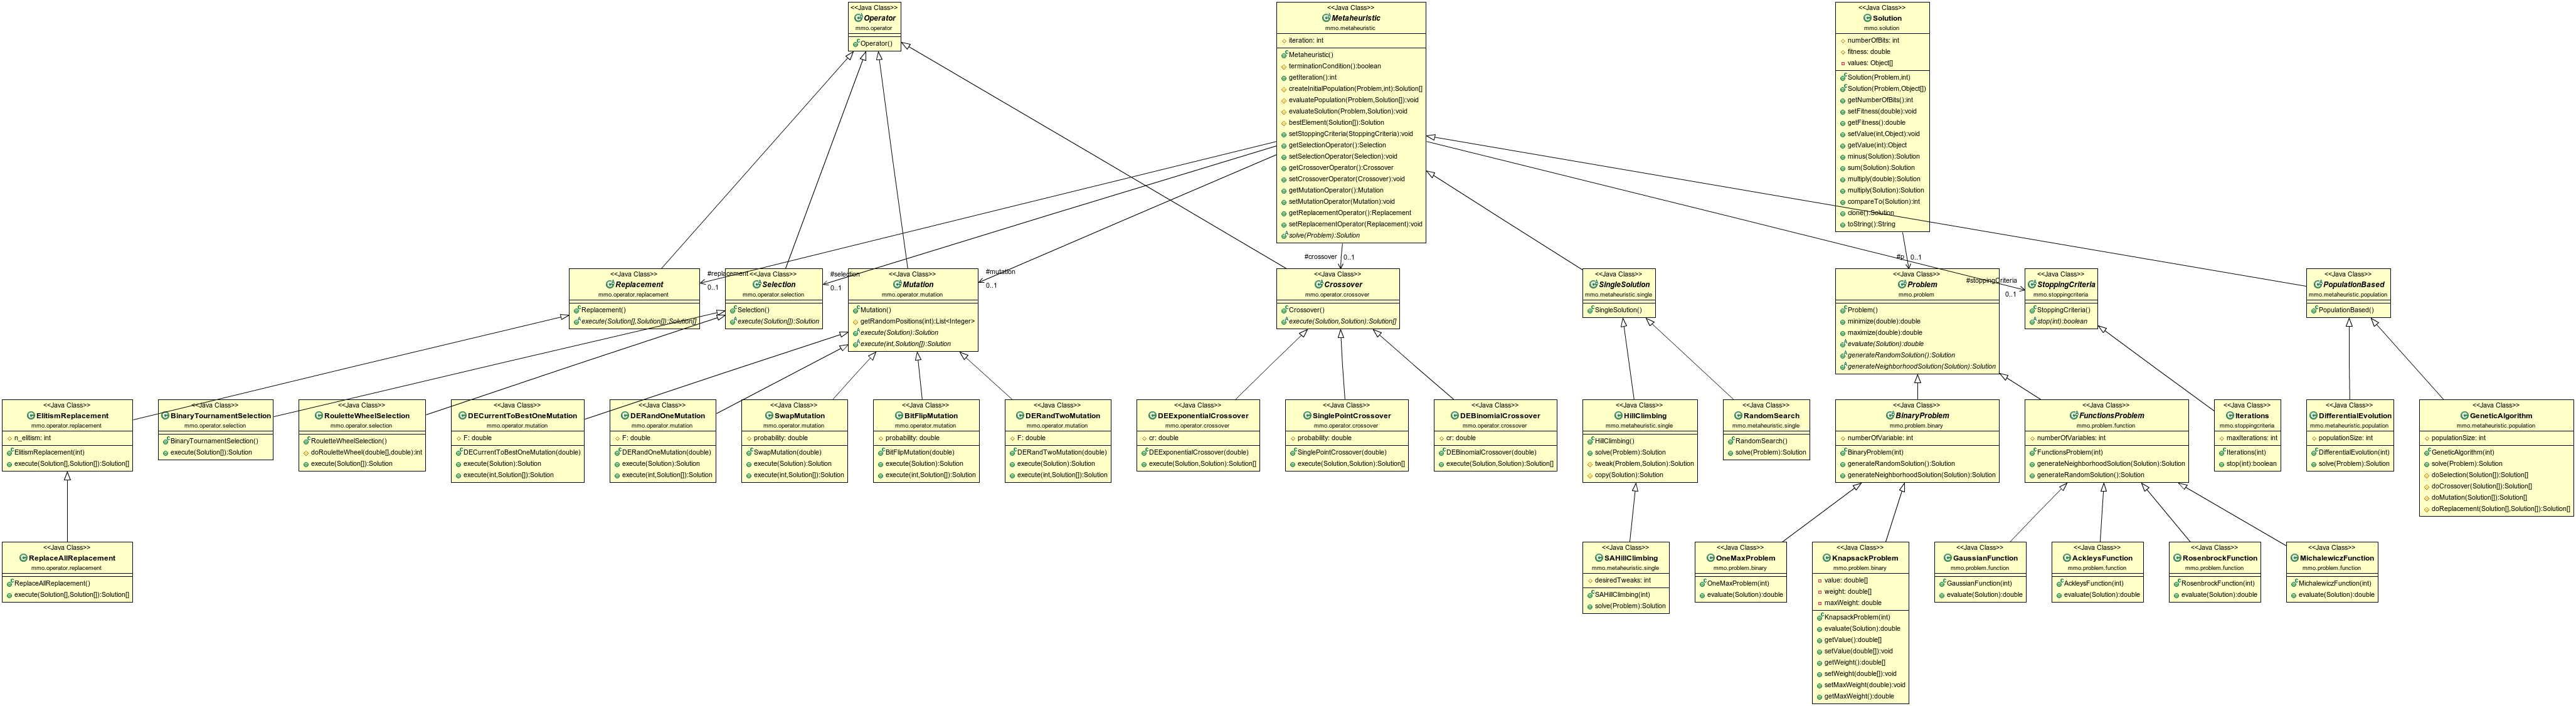 <<Java Class>>
Operator
mmo.operator
Operator()
<<Java Class>>
Metaheuristic
mmo.metaheuristic
iteration: int
Metaheuristic()
terminationCondition():boolean
getIteration():int
createInitialPopulation(Problem,int):Solution[]
evaluatePopulation(Problem,Solution[]):void
evaluateSolution(Problem,Solution):void
bestElement(Solution[]):Solution
setStoppingCriteria(StoppingCriteria):void
getSelectionOperator():Selection
setSelectionOperator(Selection):void
getCrossoverOperator():Crossover
setCrossoverOperator(Crossover):void
getMutationOperator():Mutation
setMutationOperator(Mutation):void
getReplacementOperator():Replacement
setReplacementOperator(Replacement):void
solve(Problem):Solution
<<Java Class>>
Solution
mmo.solution
numberOfBits: int
fitness: double
values: Object[]
Solution(Problem,int)
Solution(Problem,Object[])
getNumberOfBits():int
setFitness(double):void
getFitness():double
setValue(int,Object):void
getValue(int):Object
minus(Solution):Solution
sum(Solution):Solution
multiply(double):Solution
multiply(Solution):Solution
compareTo(Solution):int
clone():Solution
toString():String
#replacement
0..1
#selection
0..1
#mutation
0..1
#crossover
0..1
#p
0..1
#stoppingCriteria
0..1
<<Java Class>>
Replacement
mmo.operator.replacement
Replacement()
execute(Solution[],Solution[]):Solution[]
<<Java Class>>
Selection
mmo.operator.selection
Selection()
execute(Solution[]):Solution
<<Java Class>>
Mutation
mmo.operator.mutation
Mutation()
getRandomPositions(int):List<Integer>
execute(Solution):Solution
execute(int,Solution[]):Solution
<<Java Class>>
Crossover
mmo.operator.crossover
Crossover()
execute(Solution,Solution):Solution[]
<<Java Class>>
SingleSolution
mmo.metaheuristic.single
SingleSolution()
<<Java Class>>
Problem
mmo.problem
Problem()
minimize(double):double
maximize(double):double
evaluate(Solution):double
generateRandomSolution():Solution
generateNeighborhoodSolution(Solution):Solution
<<Java Class>>
StoppingCriteria
mmo.stoppingcriteria
StoppingCriteria()
stop(int):boolean
<<Java Class>>
PopulationBased
mmo.metaheuristic.population
PopulationBased()
<<Java Class>>
ElitismReplacement
mmo.operator.replacement
n_elitism: int
ElitismReplacement(int)
execute(Solution[],Solution[]):Solution[]
<<Java Class>>
BinaryTournamentSelection
mmo.operator.selection
BinaryTournamentSelection()
execute(Solution[]):Solution
<<Java Class>>
RouletteWheelSelection
mmo.operator.selection
RouletteWheelSelection()
doRouletteWheel(double[],double):int
execute(Solution[]):Solution
<<Java Class>>
DECurrentToBestOneMutation
mmo.operator.mutation
F: double
DECurrentToBestOneMutation(double)
execute(Solution):Solution
execute(int,Solution[]):Solution
<<Java Class>>
DERandOneMutation
mmo.operator.mutation
F: double
DERandOneMutation(double)
execute(Solution):Solution
execute(int,Solution[]):Solution
<<Java Class>>
SwapMutation
mmo.operator.mutation
probability: double
SwapMutation(double)
execute(Solution):Solution
execute(int,Solution[]):Solution
<<Java Class>>
BitFlipMutation
mmo.operator.mutation
probability: double
BitFlipMutation(double)
execute(Solution):Solution
execute(int,Solution[]):Solution
<<Java Class>>
DERandTwoMutation
mmo.operator.mutation
F: double
DERandTwoMutation(double)
execute(Solution):Solution
execute(int,Solution[]):Solution
<<Java Class>>
DEExponentialCrossover
mmo.operator.crossover
cr: double
DEExponentialCrossover(double)
execute(Solution,Solution):Solution[]
<<Java Class>>
SinglePointCrossover
mmo.operator.crossover
probability: double
SinglePointCrossover(double)
execute(Solution,Solution):Solution[]
<<Java Class>>
DEBinomialCrossover
mmo.operator.crossover
cr: double
DEBinomialCrossover(double)
execute(Solution,Solution):Solution[]
<<Java Class>>
HillClimbing
mmo.metaheuristic.single
HillClimbing()
solve(Problem):Solution
tweak(Problem,Solution):Solution
copy(Solution):Solution
<<Java Class>>
RandomSearch
mmo.metaheuristic.single
RandomSearch()
solve(Problem):Solution
<<Java Class>>
BinaryProblem
mmo.problem.binary
numberOfVariable: int
BinaryProblem(int)
generateRandomSolution():Solution
generateNeighborhoodSolution(Solution):Solution
<<Java Class>>
FunctionsProblem
mmo.problem.function
numberOfVariables: int
FunctionsProblem(int)
generateNeighborhoodSolution(Solution):Solution
generateRandomSolution():Solution
<<Java Class>>
Iterations
mmo.stoppingcriteria
maxIterations: int
Iterations(int)
stop(int):boolean
<<Java Class>>
DifferentialEvolution
mmo.metaheuristic.population
populationSize: int
DifferentialEvolution(int)
solve(Problem):Solution
<<Java Class>>
GeneticAlgorithm
mmo.metaheuristic.population
populationSize: int
GeneticAlgorithm(int)
solve(Problem):Solution
doSelection(Solution[]):Solution[]
doCrossover(Solution[]):Solution[]
doMutation(Solution[]):Solution[]
doReplacement(Solution[],Solution[]):Solution[]
<<Java Class>>
ReplaceAllReplacement
mmo.operator.replacement
ReplaceAllReplacement()
execute(Solution[],Solution[]):Solution[]
<<Java Class>>
SAHillClimbing
mmo.metaheuristic.single
desiredTweaks: int
SAHillClimbing(int)
solve(Problem):Solution
<<Java Class>>
OneMaxProblem
mmo.problem.binary
OneMaxProblem(int)
evaluate(Solution):double
<<Java Class>>
KnapsackProblem
mmo.problem.binary
value: double[]
weight: double[]
maxWeight: double
KnapsackProblem(int)
evaluate(Solution):double
getValue():double[]
setValue(double[]):void
getWeight():double[]
setWeight(double[]):void
setMaxWeight(double):void
getMaxWeight():double
<<Java Class>>
GaussianFunction
mmo.problem.function
GaussianFunction(int)
evaluate(Solution):double
<<Java Class>>
AckleysFunction
mmo.problem.function
AckleysFunction(int)
evaluate(Solution):double
<<Java Class>>
RosenbrockFunction
mmo.problem.function
RosenbrockFunction(int)
evaluate(Solution):double
<<Java Class>>
MichalewiczFunction
mmo.problem.function
MichalewiczFunction(int)
evaluate(Solution):double